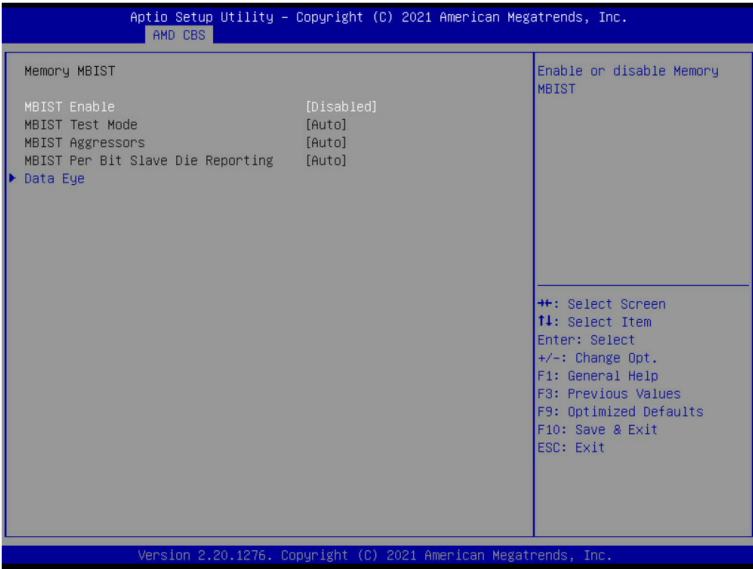 Aptio Setup Utility – Copyright (C) 2021 American Megatrends, Inc.
AMD CBS
Memory MBIST
MBIST Enable [Disabled]
MBIST Test Mode [Auto]
MBIST Aggressors [Auto]
MBIST Per Bit Slave Die Reporting [Auto]
Data Eye
Enable or disable Memory
MBIST
→←: Select Screen
↑↓: Select Item
Enter: Select
+/-: Change Opt.
F1: General Help
F3: Previous Values
F9: Optimized Defaults
F10: Save & Exit
ESC: Exit
Version 2.20.1276. Copyright (C) 2021 American Megatrends, Inc.